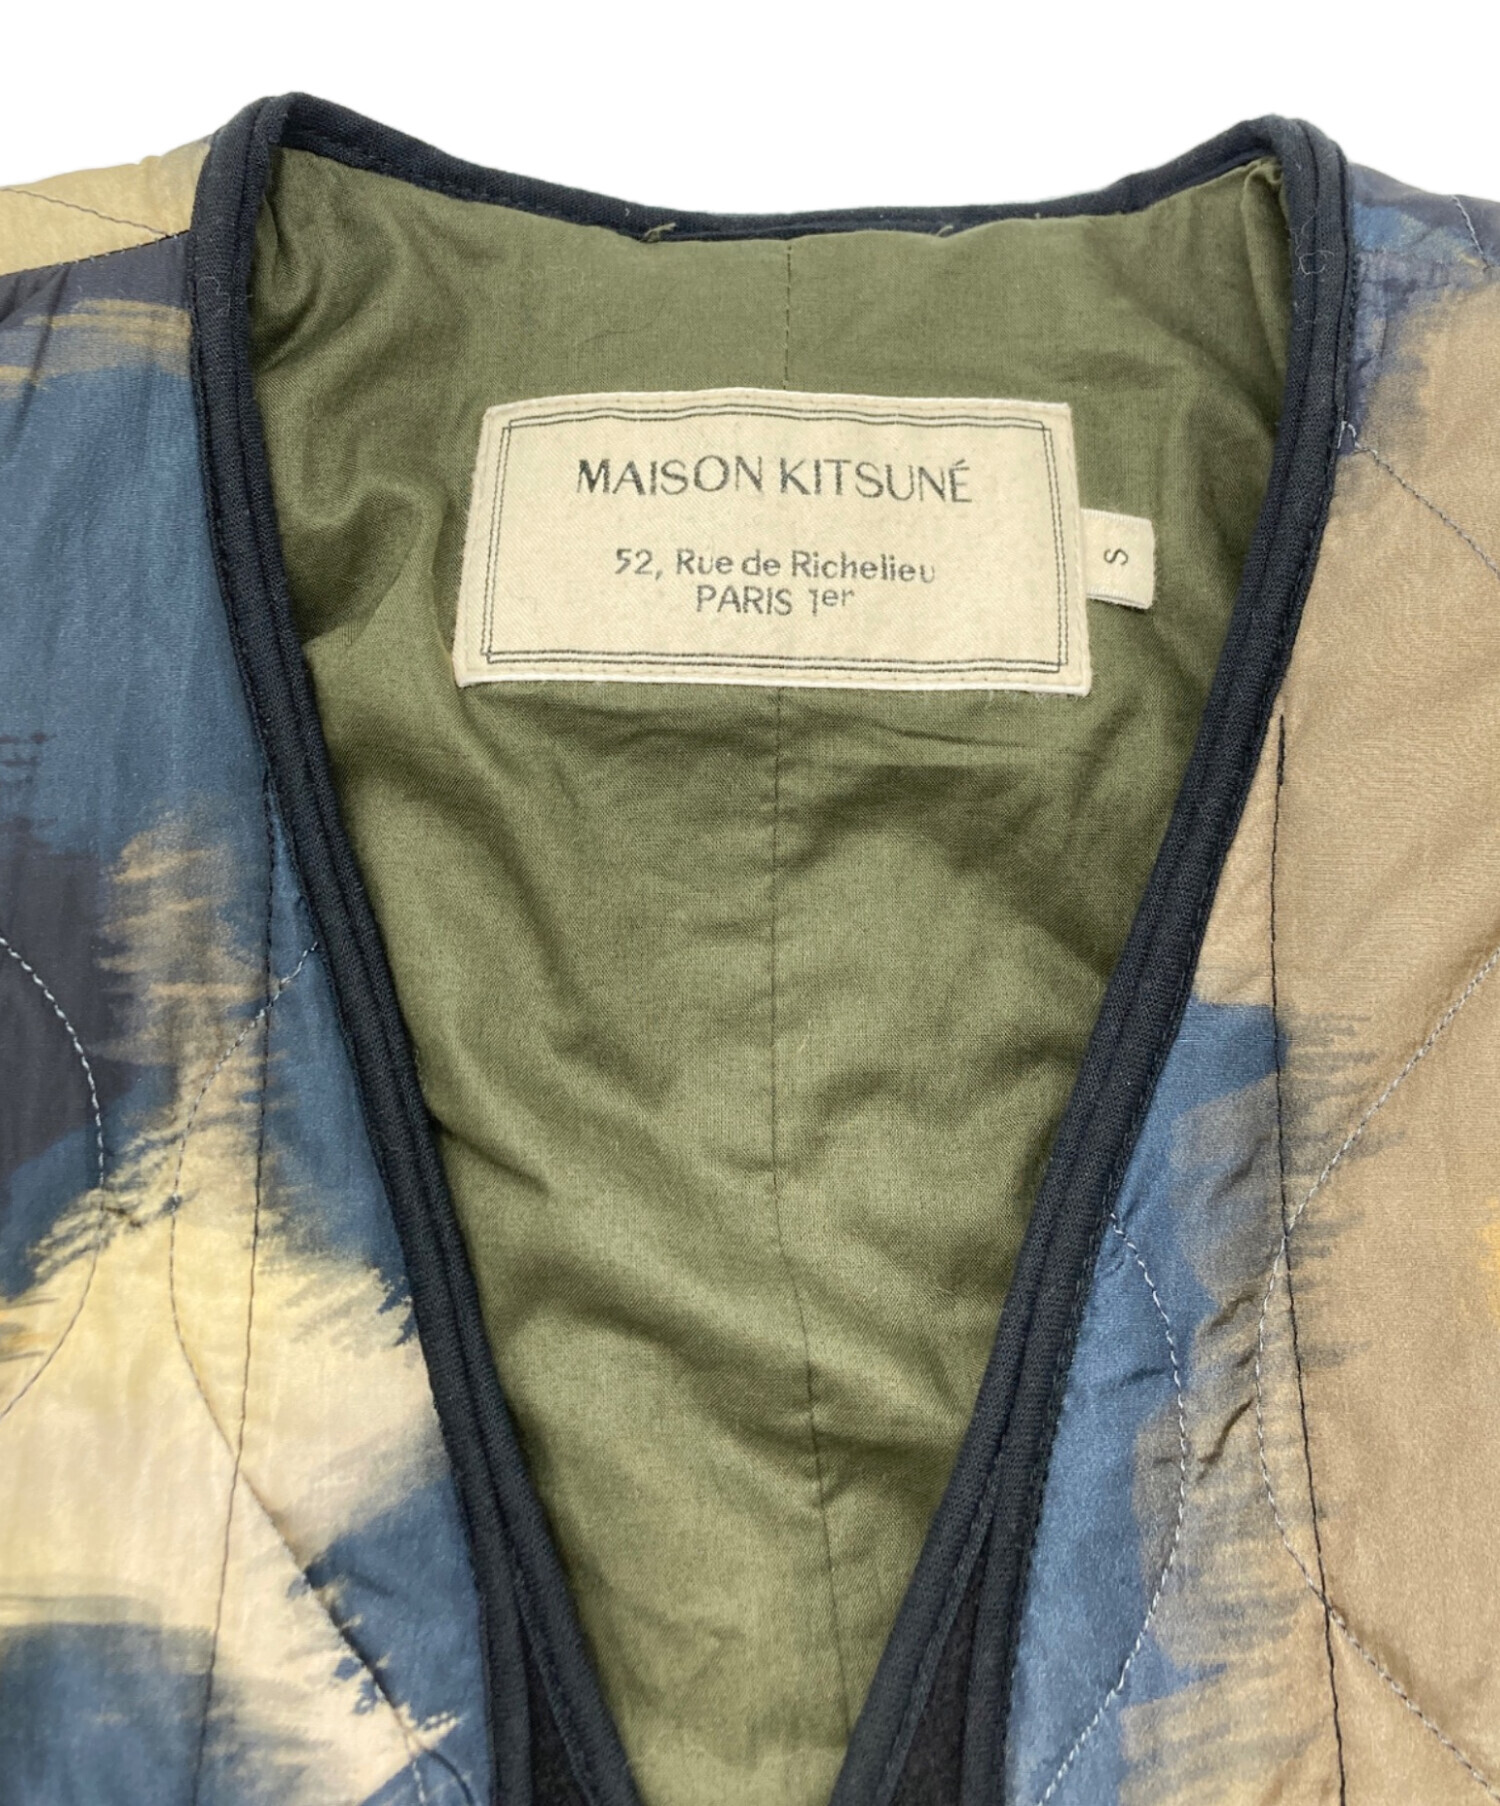 MAISON KITSUNÉ
52, Rue de Richelieu
PARIS 1er
S